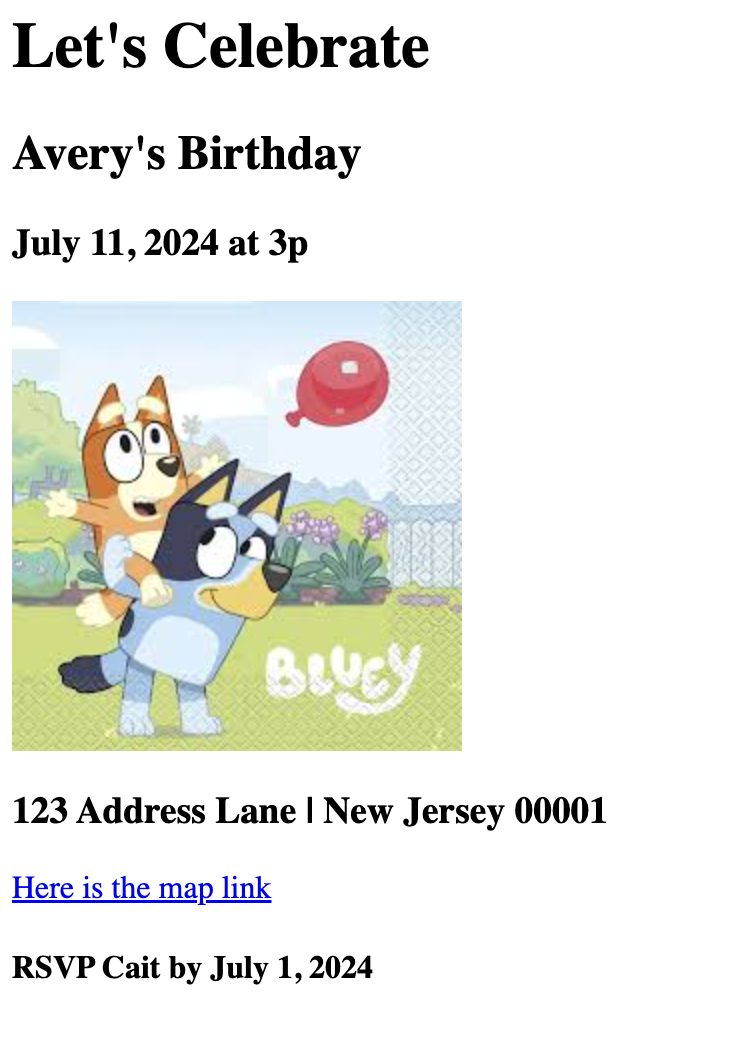 Let's Celebrate
Avery's Birthday
July 11, 2024 at 3p
BLUEY
123 Address Lane | New Jersey 00001
Here is the map link
RSVP Cait by July 1, 2024